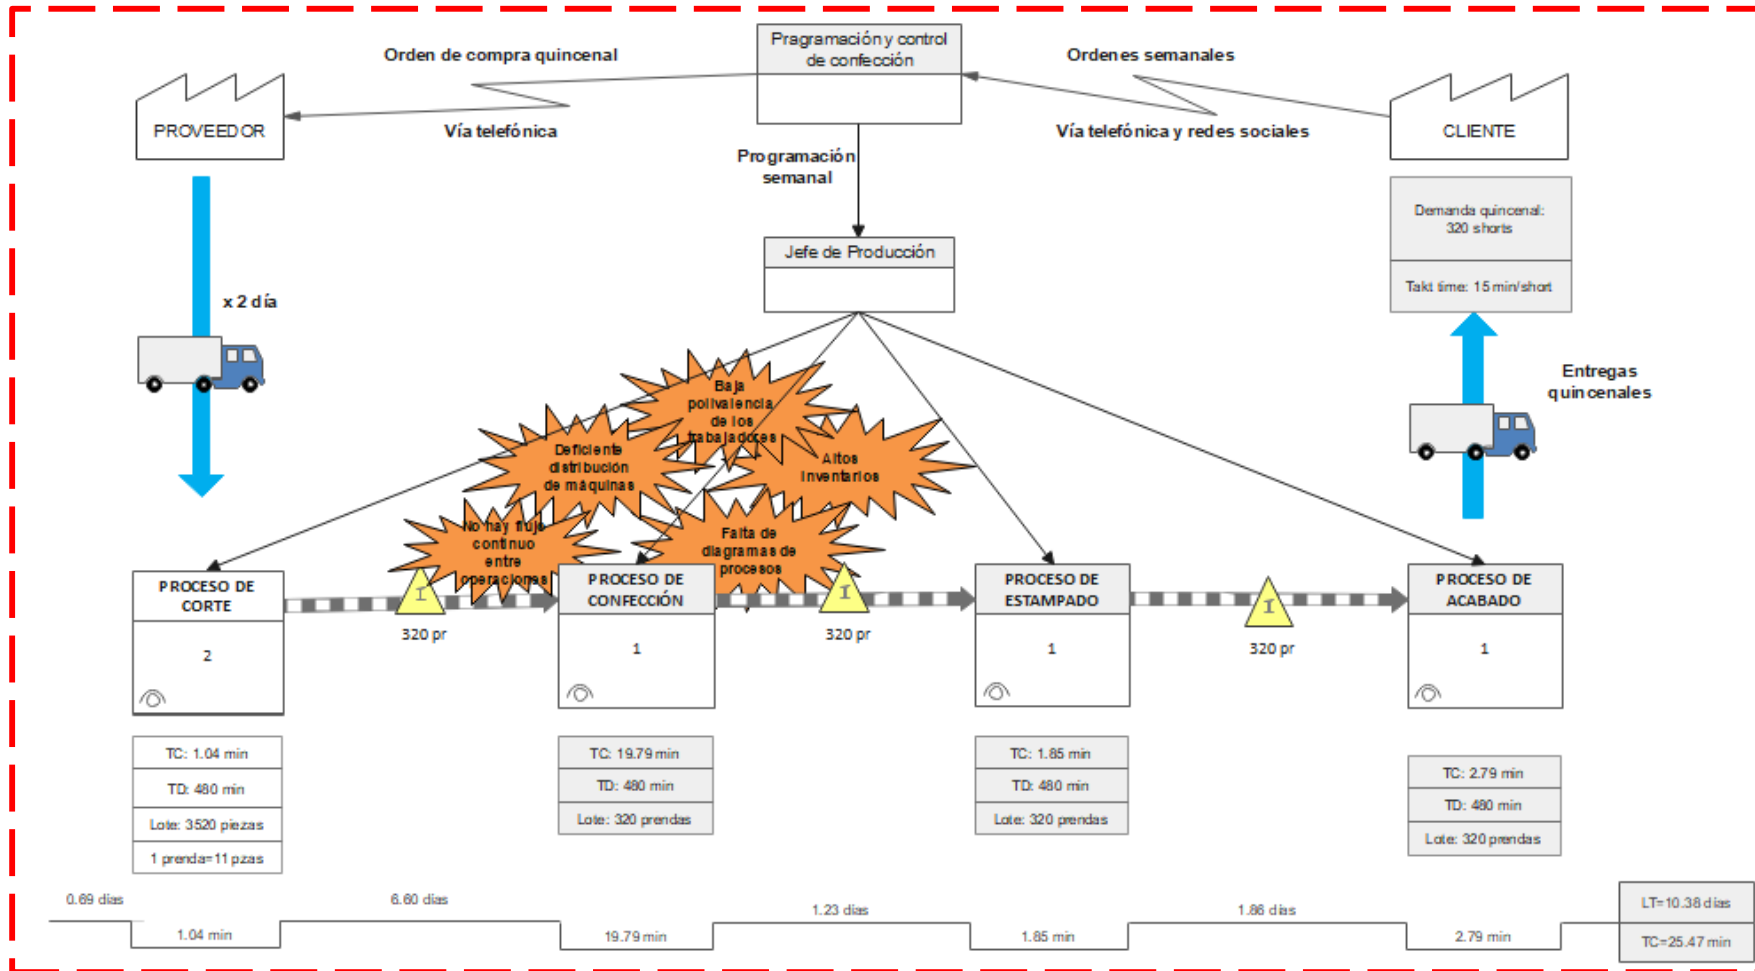 Pragramación y control
de confección
Orden de compra quincenal
Vía telefónica
Ordenes semanales
Vía telefónica y redes sociales
PROVEEDOR
CLIENTE
Programación
semanal
Demanda quincenal:
320 shorts
Takt time: 15 min/short
Jefe de Producción
x 2 día
Entregas
quincenales
Baja
polivalencia
de los
trabajadores
Deficiente
distribución
de máquinas
Altos
inventarios
No hay flujo
continuo
entre
operaciones
Falta de
diagramas de
procesos
PROCESO DE
CORTE
2
I
320 pr
PROCESO DE
CONFECCIÓN
1
I
320 pr
PROCESO DE
ESTAMPADO
1
I
320 pr
PROCESO DE
ACABADO
1
TC: 1.04 min
TD: 480 min
Lote: 3520 piezas
1 prenda=11 pzas
TC: 19.79 min
TD: 480 min
Lote: 320 prendas
TC: 1.85 min
TD: 480 min
Lote: 320 prendas
TC: 2.79 min
TD: 480 min
Lote: 320 prendas
0.69 días
1.04 min
6.60 días
19.79 min
1.23 días
1.85 min
1.86 días
2.79 min
LT=10.38 días
TC=25.47 min